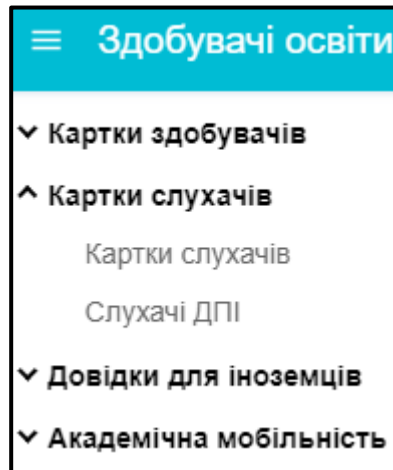 Здобувачі освіти
Картки здобувачів
Картки слухачів
Картки слухачів
Слухачі ДПІ
Довідки для іноземців
Академічна мобільність